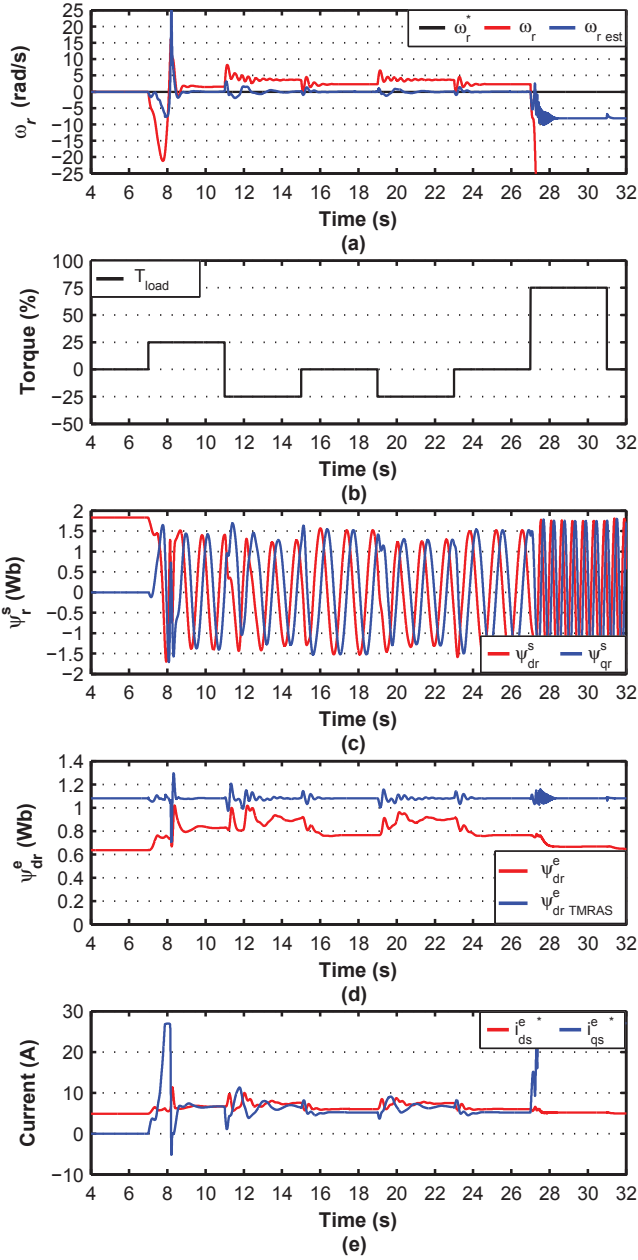 ω_r^* ω_r ω_r est
ω_r (rad/s)
25
20
15
10
5
0
−5
−10
−15
−20
−25
4 6 8 10 12 14 16 18 20 22 24 26 28 30 32
Time (s)
(a)
T_load
Torque (%)
100
75
50
25
0
−25
−50
4 6 8 10 12 14 16 18 20 22 24 26 28 30 32
Time (s)
(b)
ψ_r^s (Wb)
2
1.5
1
0.5
0
−0.5
−1
−1.5
−2
ψ_dr^s ψ_qr^s
4 6 8 10 12 14 16 18 20 22 24 26 28 30 32
Time (s)
(c)
ψ_dr^e (Wb)
1.4
1.2
1
0.8
0.6
0.4
0.2
0
ψ_dr^e
ψ_dr TMRAS^e
4 6 8 10 12 14 16 18 20 22 24 26 28 30 32
Time (s)
(d)
i_ds^e * i_qs^e *
Current (A)
30
20
10
0
−10
4 6 8 10 12 14 16 18 20 22 24 26 28 30 32
Time (s)
(e)